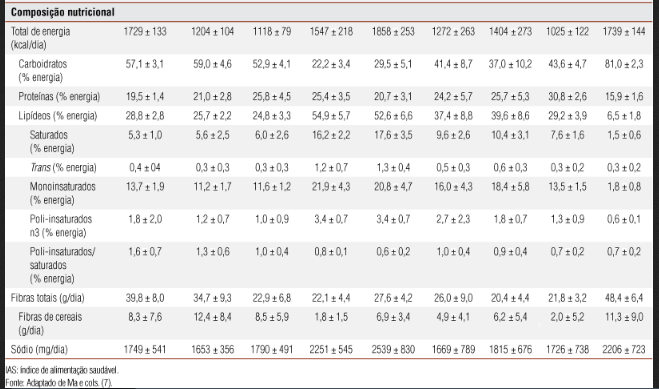 Composição nutricional
Total de energia 1729 ± 133 1204 ± 104 1118 ± 79 1547 ± 218 1858 ± 253 1272 ± 263 1404 ± 273 1025 ± 122 1739 ± 144
(kcal/dia)
Carboidratos 57,1 ± 3,1 59,0 ± 4,6 52,9 ± 4,1 22,2 ± 3,4 29,5 ± 5,1 41,4 ± 8,7 37,0 ± 10,2 43,6 ± 4,7 81,0 ± 2,3
(% energia)
Proteínas (% energia) 19,5 ± 1,4 21,0 ± 2,8 25,8 ± 4,5 25,4 ± 3,5 20,7 ± 3,1 24,2 ± 5,7 25,7 ± 5,3 30,8 ± 2,6 15,9 ± 1,6
Lipídeos (% energia) 28,8 ± 2,8 25,7 ± 2,2 24,8 ± 3,3 54,9 ± 5,7 52,6 ± 6,6 37,4 ± 8,8 39,6 ± 8,6 29,2 ± 3,9 6,5 ± 1,8
Saturados 5,3 ± 1,0 5,6 ± 2,5 6,0 ± 2,6 16,2 ± 2,2 17,6 ± 3,5 9,6 ± 2,6 10,4 ± 3,1 7,6 ± 1,6 1,5 ± 0,6
(% energia)
Trans (% energia) 0,4 ± 04 0,3 ± 0,3 0,3 ± 0,3 1,2 ± 0,7 1,3 ± 0,4 0,5 ± 0,3 0,6 ± 0,3 0,3 ± 0,2 0,3 ± 0,2
Monoinsaturados 13,7 ± 1,9 11,2 ± 1,7 11,6 ± 1,2 21,9 ± 4,3 20,8 ± 4,7 16,0 ± 4,3 18,4 ± 5,8 13,5 ± 1,5 1,8 ± 0,8
(% energia)
Poli-insaturados 1,8 ± 2,0 1,2 ± 0,7 1,0 ± 0,9 3,4 ± 0,7 3,4 ± 0,7 2,7 ± 2,3 1,8 ± 0,7 1,3 ± 0,9 0,6 ± 0,1
n3 (% energia)
Poli-insaturados/ 1,6 ± 0,7 1,3 ± 0,6 1,0 ± 0,4 0,8 ± 0,1 0,6 ± 0,2 1,0 ± 0,4 0,9 ± 0,4 0,7 ± 0,2 0,7 ± 0,2
saturados
(% energia)
Fibras totais (g/dia) 39,8 ± 8,0 34,7 ± 9,3 22,9 ± 6,8 22,1 ± 4,4 27,6 ± 4,2 26,0 ± 9,0 20,4 ± 4,4 21,8 ± 3,2 48,4 ± 6,4
Fibras de cereais 8,3 ± 7,6 12,4 ± 8,4 8,5 ± 5,9 1,8 ± 1,5 6,9 ± 3,4 4,9 ± 4,1 6,2 ± 5,4 2,0 ± 5,2 11,3 ± 9,0
(g/dia)
Sódio (mg/dia) 1749 ± 541 1653 ± 356 1790 ± 491 2251 ± 545 2539 ± 830 1669 ± 789 1815 ± 676 1726 ± 738 2206 ± 723
IAS: índice de alimentação saudável.
Fonte: Adaptado de Ma e cols. (7).